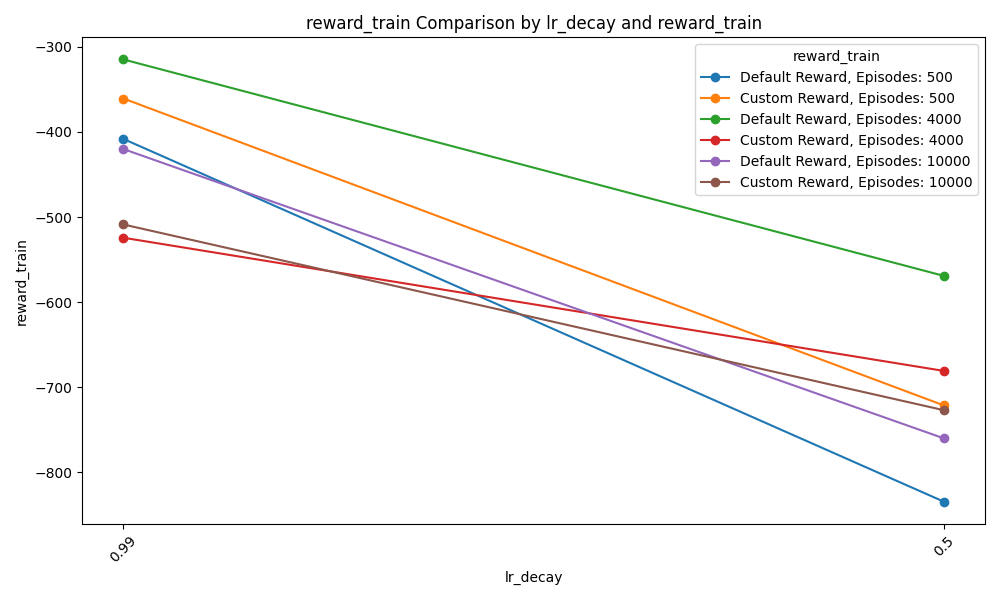 reward_train Comparison by lr_decay and reward_train
reward_train
Default Reward, Episodes: 500
Custom Reward, Episodes: 500
Default Reward, Episodes: 4000
Custom Reward, Episodes: 4000
Default Reward, Episodes: 10000
Custom Reward, Episodes: 10000
reward_train
−300
−400
−500
−600
−700
−800
0.99
0.5
lr_decay